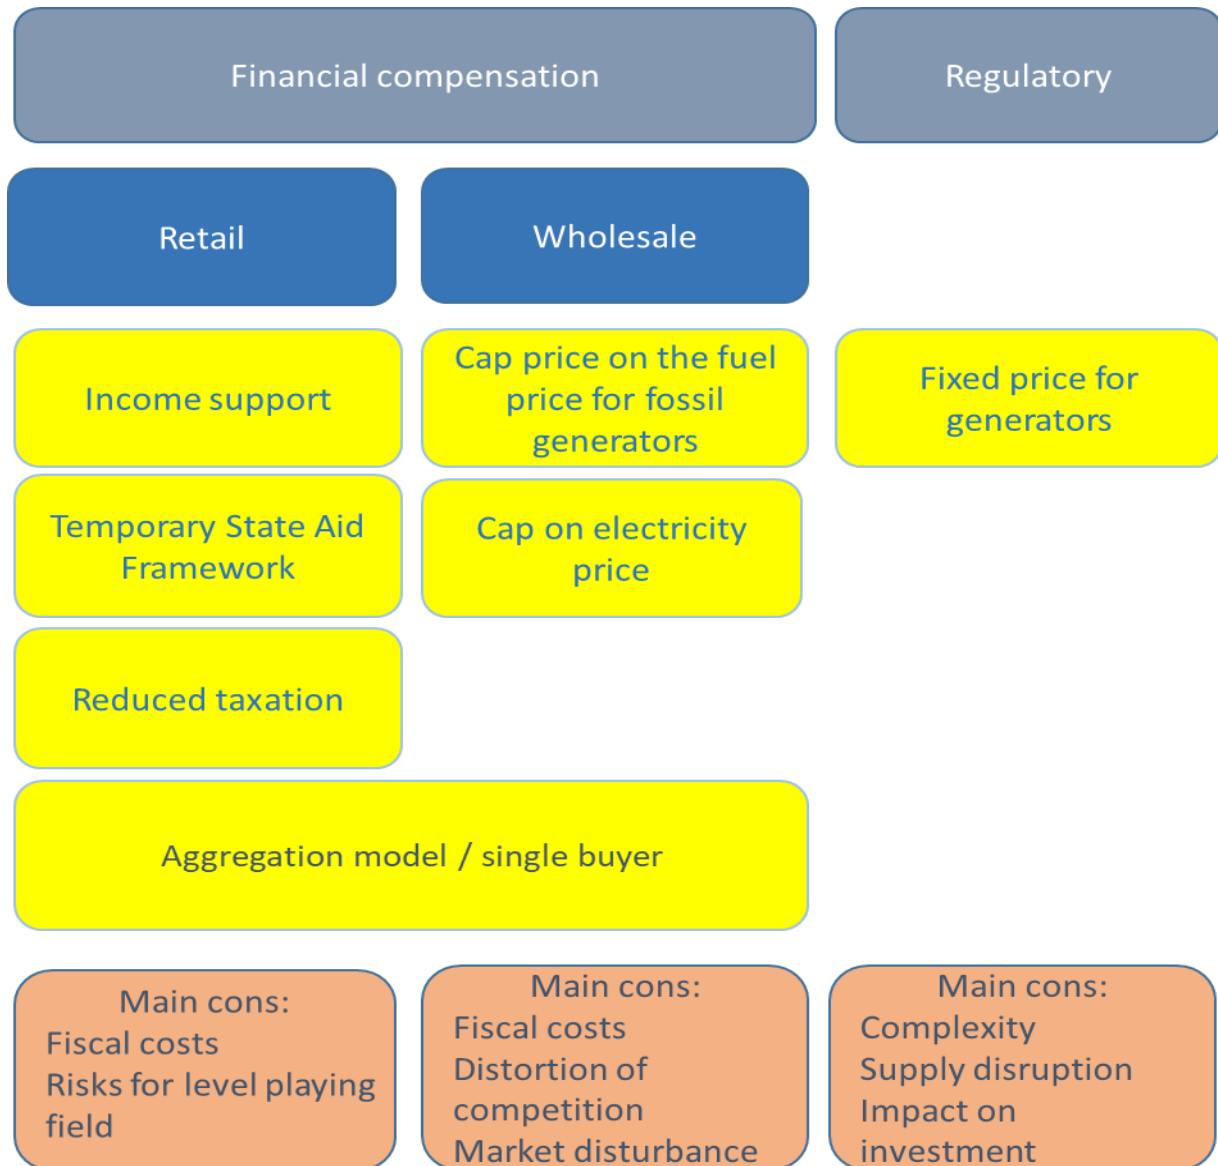 Financial compensation
Regulatory
Retail
Wholesale
Income support
Cap price on the fuel
price for fossil
generators
Fixed price for
generators
Temporary State Aid
Framework
Cap on electricity
price
Reduced taxation
Aggregation model / single buyer
Main cons:
Fiscal costs
Risks for level playing
field
Main cons:
Fiscal costs
Distortion of
competition
Market disturbance
Main cons:
Complexity
Supply disruption
Impact on
investment